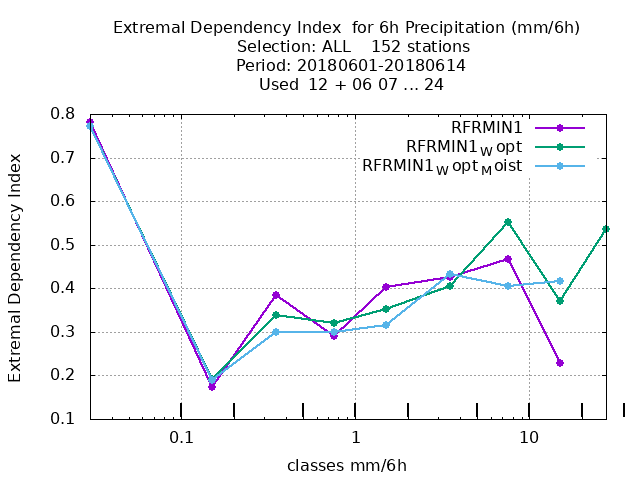 Extremal Dependency Index  for 6h Precipitation (mm/6h)
Selection: ALL    152 stations
Period: 20180601-20180614
Used  12 + 06 07 ... 24
RFRMIN1
RFRMIN1Wopt
RFRMIN1WoptMoist
Extremal Dependency Index
0.8
0.7
0.6
0.5
0.4
0.3
0.2
0.1
0.1 1 10
classes mm/6h